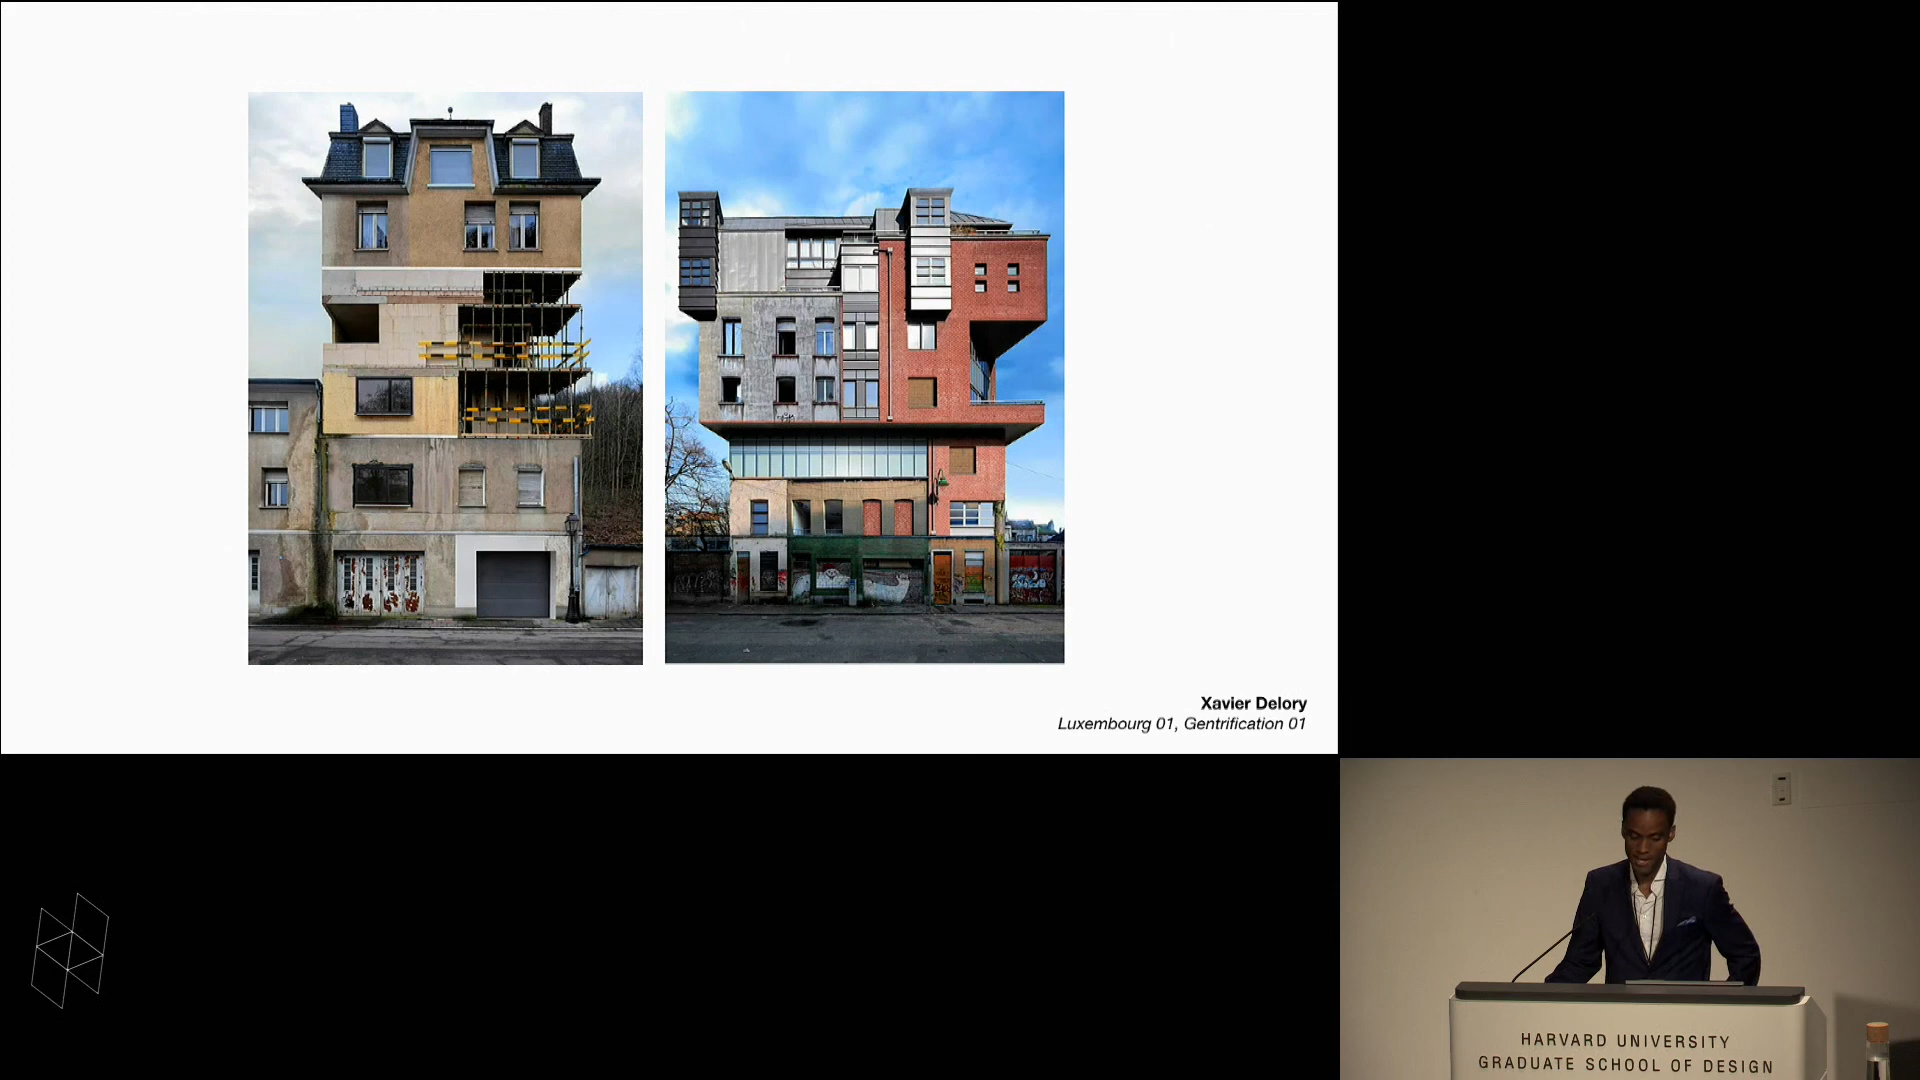 Xavier Delory
Luxembourg 01, Gentrification 01
HARVARD UNIVERSITY
GRADUATE SCHOOL OF DESIGN